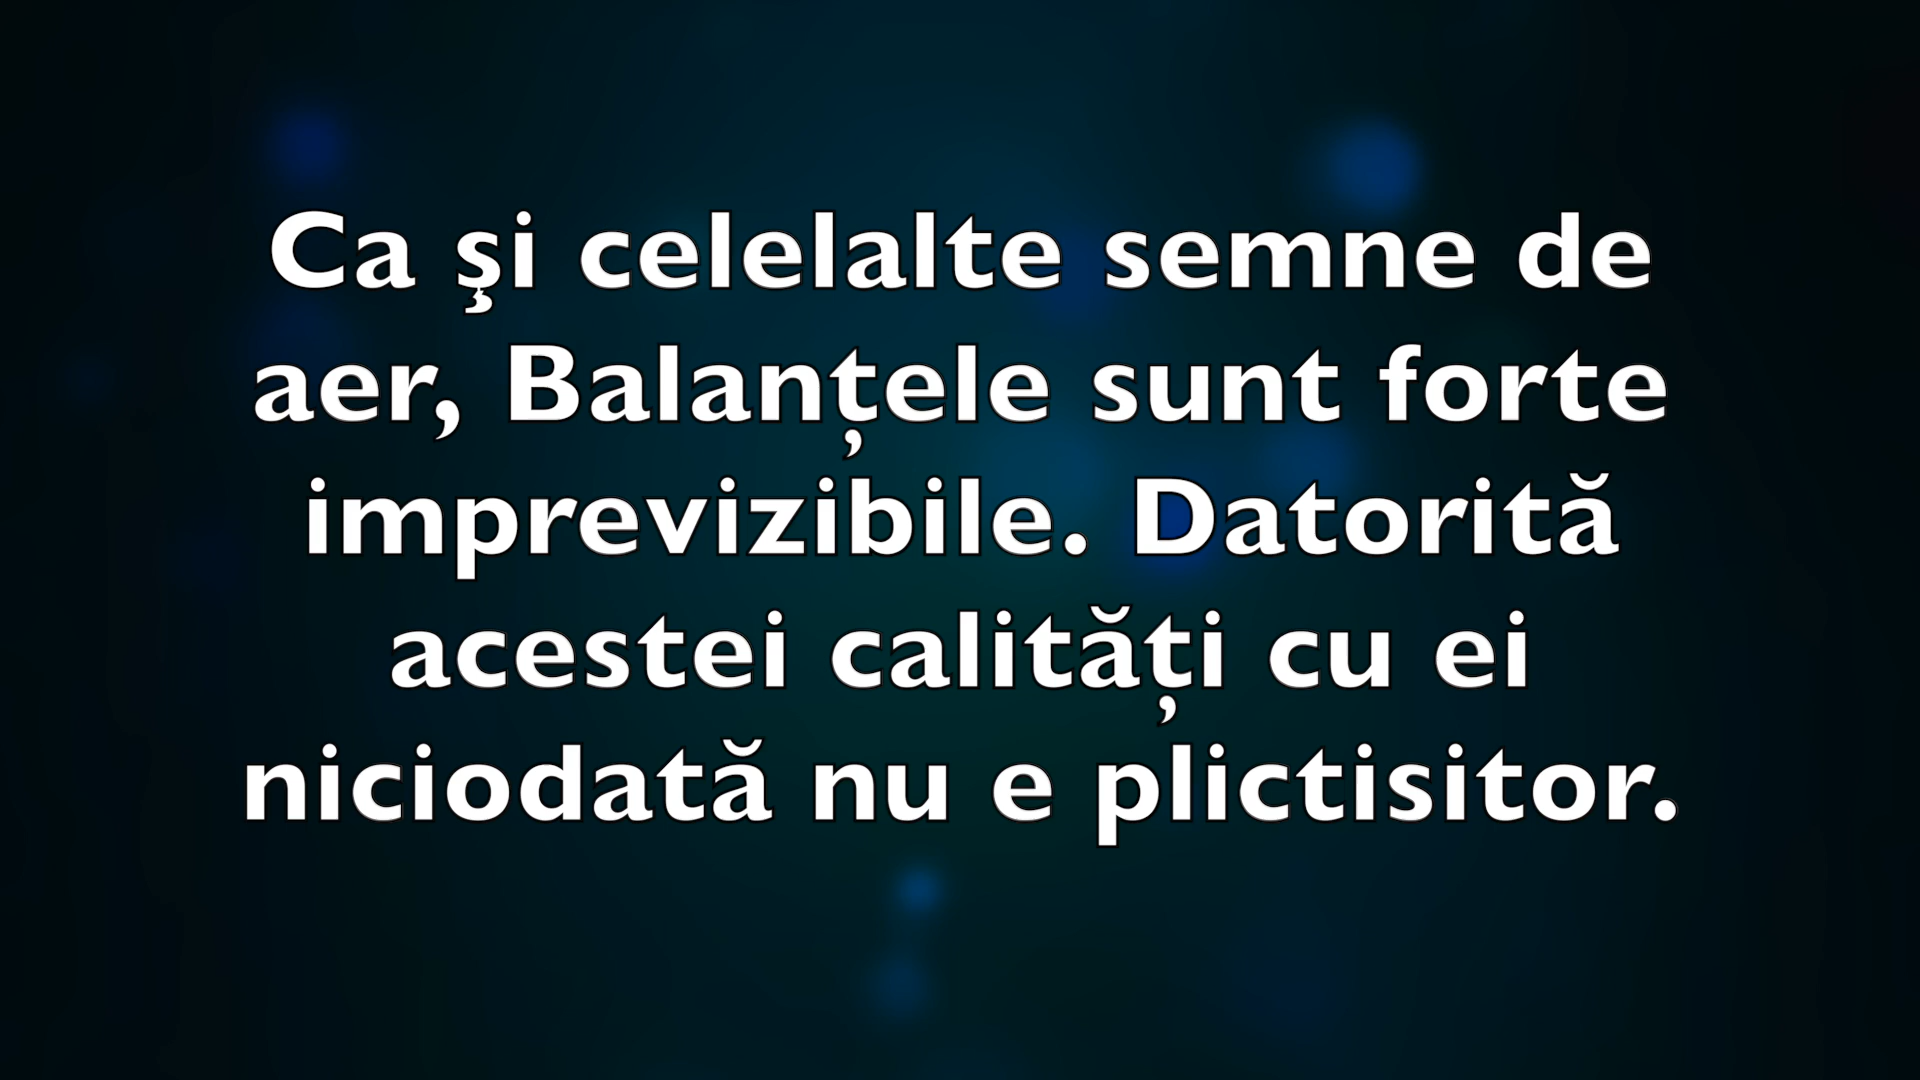 Ca şi celelalte semne de
aer, Balanțele sunt forte
imprevizibile. Datorită
acestei calități cu ei
niciodată nu e plictisitor.